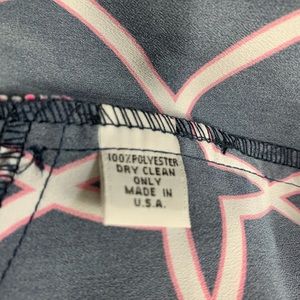 100%POLYESTER
DRY CLEAN
ONLY
MADE IN
U.S.A.